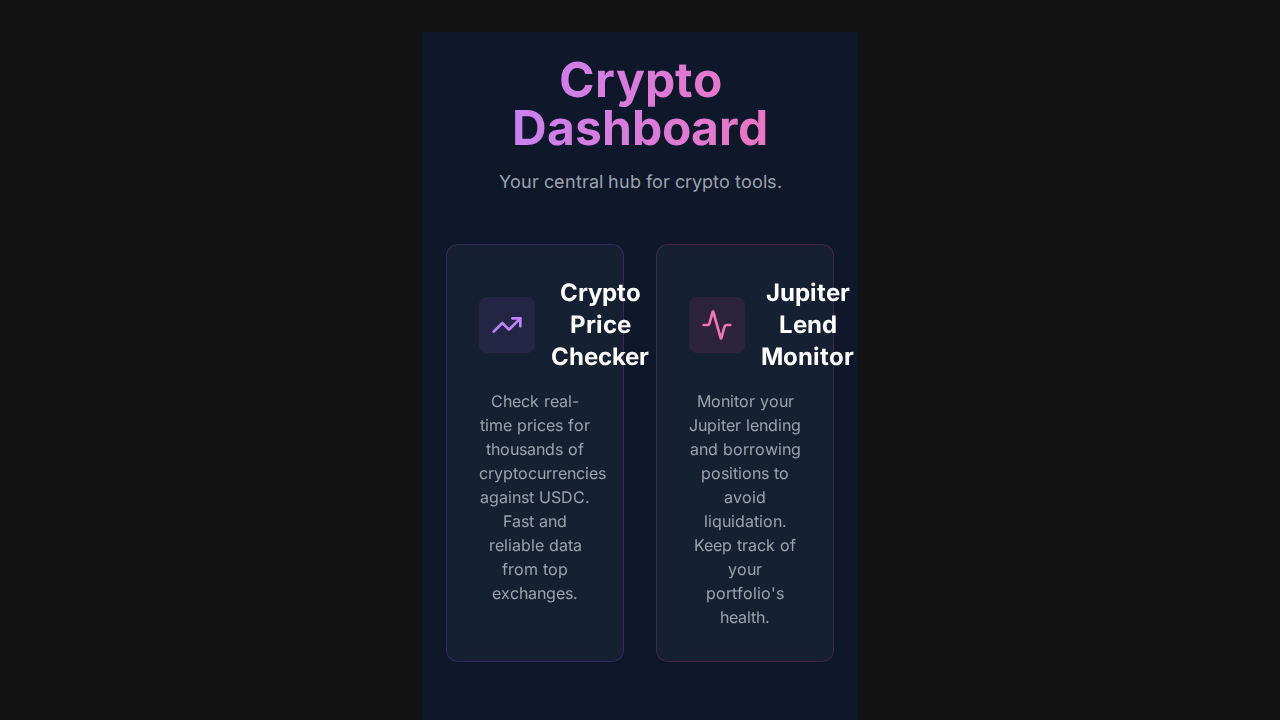 Crypto
Dashboard
Your central hub for crypto tools.
Crypto
Price
Checker
Check real-
time prices for
thousands of
cryptocurrencies
against USDC.
Fast and
reliable data
from top
exchanges.
Jupiter
Lend
Monitor
Monitor your
Jupiter lending
and borrowing
positions to
avoid
liquidation.
Keep track of
your
portfolio's
health.